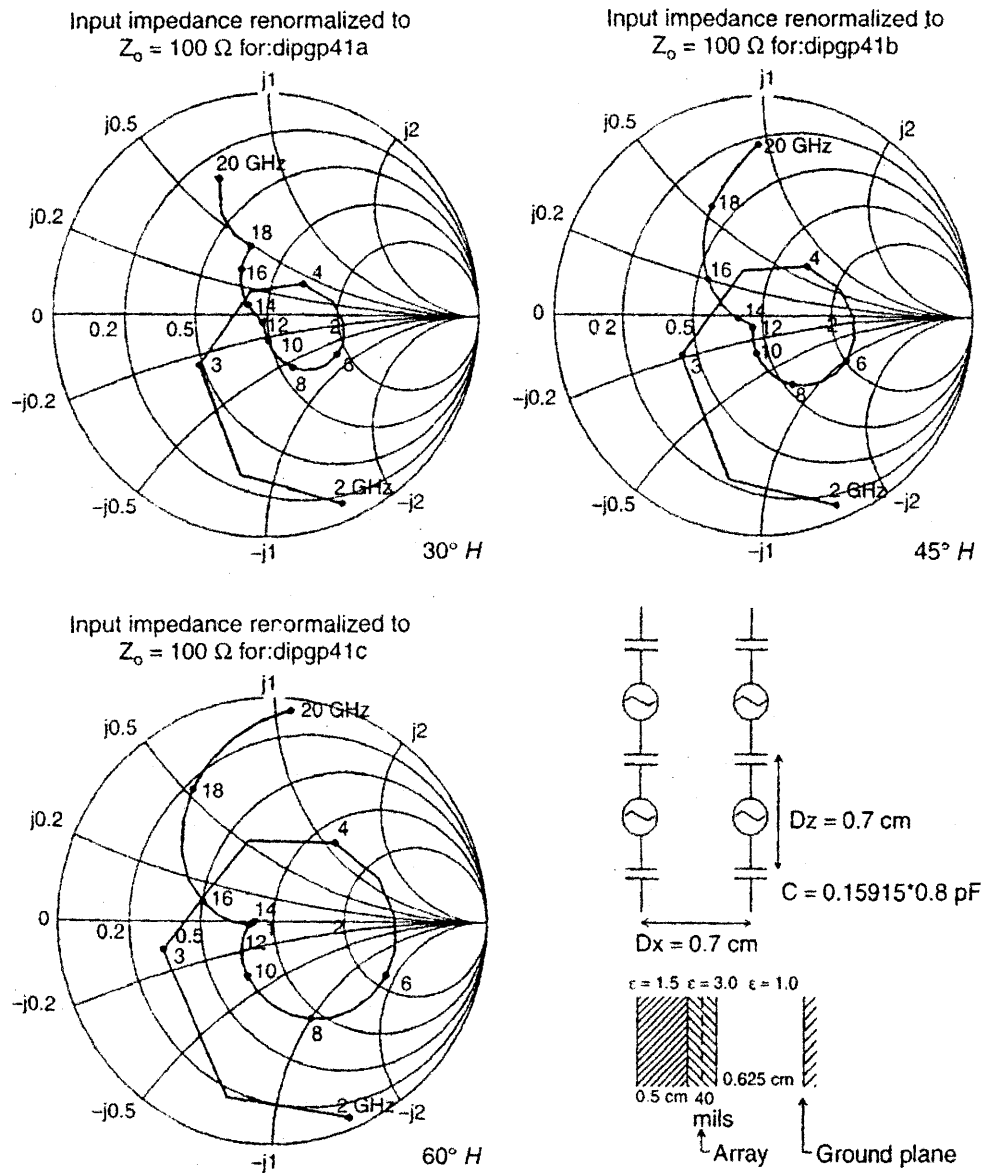 Input impedance renormalized to
Zₒ = 100 Ω for:dipgp41a
j1
j0.5
j2
20 GHz
j0.2
18
16
4
0
0.2
0.5
14
12
2
10
3
8
6
−j0.2
−j0.5
2 GHz
−j2
−j1
30° H
Input impedance renormalized to
Zₒ = 100 Ω for:dipgp41b
j1
j0.5
j2
20 GHz
18
j0.2
16
4
0
0.2
0.5
14
12
2
10
3
6
8
−j0.2
−j0.5
2 GHz
−j2
−j1
45° H
Input impedance renormalized to
Zₒ = 100 Ω for:dipgp41c
j1
20 GHz
j0.5
j2
18
j0.2
4
16
0
0.2
0.5
14
1
12
2
3
10
6
8
−j0.2
−j0.5
2 GHz
−j2
−j1
60° H
Dz = 0.7 cm
C = 0.15915*0.8 pF
Dx = 0.7 cm
ε = 1.5 ε = 3.0 ε = 1.0
0.625 cm
0.5 cm 40
mils
Array
Ground plane